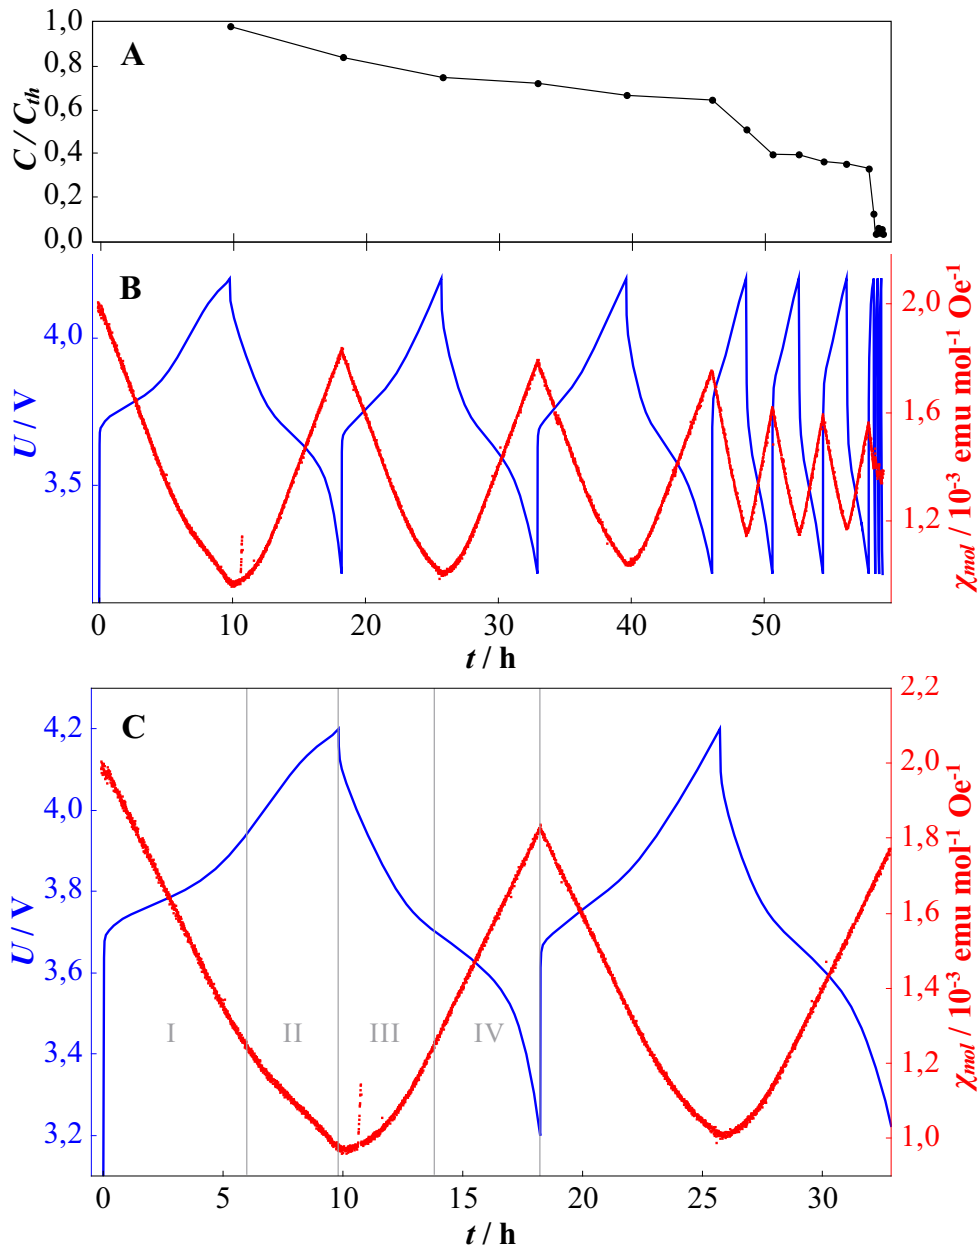 A
1,0
0,8
0,6
0,4
0,2
0,0
C / Cth
B
4,0
3,5
U / V
2,0
1,6
1,2
χmol / 10-3 emu mol-1 Oe-1
0 10 20 30 40 50
t / h
C
4,2
4,0
3,8
3,6
3,4
3,2
U / V
I II III IV
2,2
2,0
1,8
1,6
1,4
1,2
1,0
χmol / 10-3 emu mol-1 Oe-1
0 5 10 15 20 25 30
t / h